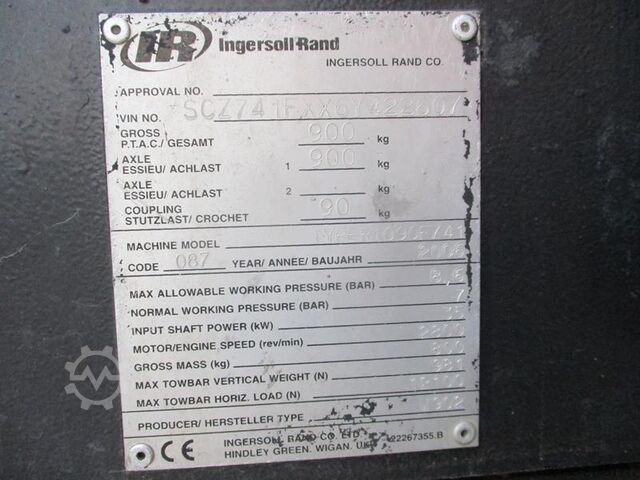 IR Ingersoll-Rand
INGERSOLL RAND CO.
APPROVAL NO.
VIN NO.
GROSS 900 kg
P.T.A.C./ GESAMT
AXLE 900
ESSIEU/ ACHLAST 1 kg
AXLE
ESSIEU/ ACHLAST 2 kg
COUPLING 90
STUTZLAST/ CROCHET kg
MACHINE MODEL
CODE 087 YEAR/ ANNEE/ BAUJAHR
MAX ALLOWABLE WORKING PRESSURE (BAR)
NORMAL WORKING PRESSURE (BAR) 7
INPUT SHAFT POWER (kW)
MOTOR/ENGINE SPEED (rev/min) 2800
GROSS MASS (kg)
MAX TOWBAR VERTICAL WEIGHT (N)
MAX TOWBAR HORIZ. LOAD (N)
PRODUCER/ HERSTELLER TYPE
CE INGERSOLL RAND CO. LTD. 22267355.B
HINDLEY GREEN. WIGAN. UK